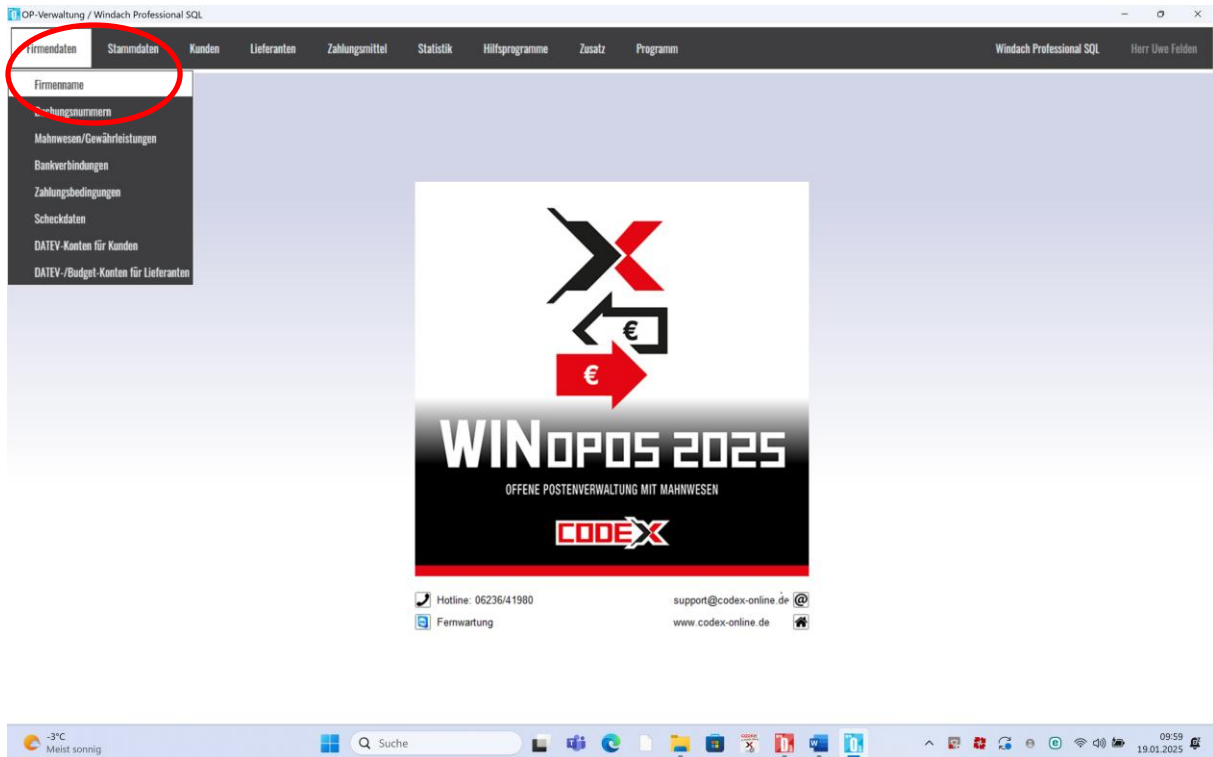 OP-Verwaltung / Windach Professional SQL
Firmendaten Stammdaten Kunden Lieferanten Zahlungsmittel Statistik Hilfsprogramme Zusatz Programm Windach Professional SQL Herr Uwe Felden
Firmenname
Buchungsnummern
Mahnwesen/Gewährleistungen
Bankverbindungen
Zahlungsbedingungen
Scheckdaten
DATEV-Konten für Kunden
DATEV-/Budget-Konten für Lieferanten
€
€
WINOPOS 2025
OFFENE POSTENVERWALTUNG MIT MAHNWESEN
CODEX
Hotline: 06236/41980 support@codex-online.de
Fernwartung www.codex-online.de
-3°C
Meist sonnig
Suche
09:59
19.01.2025